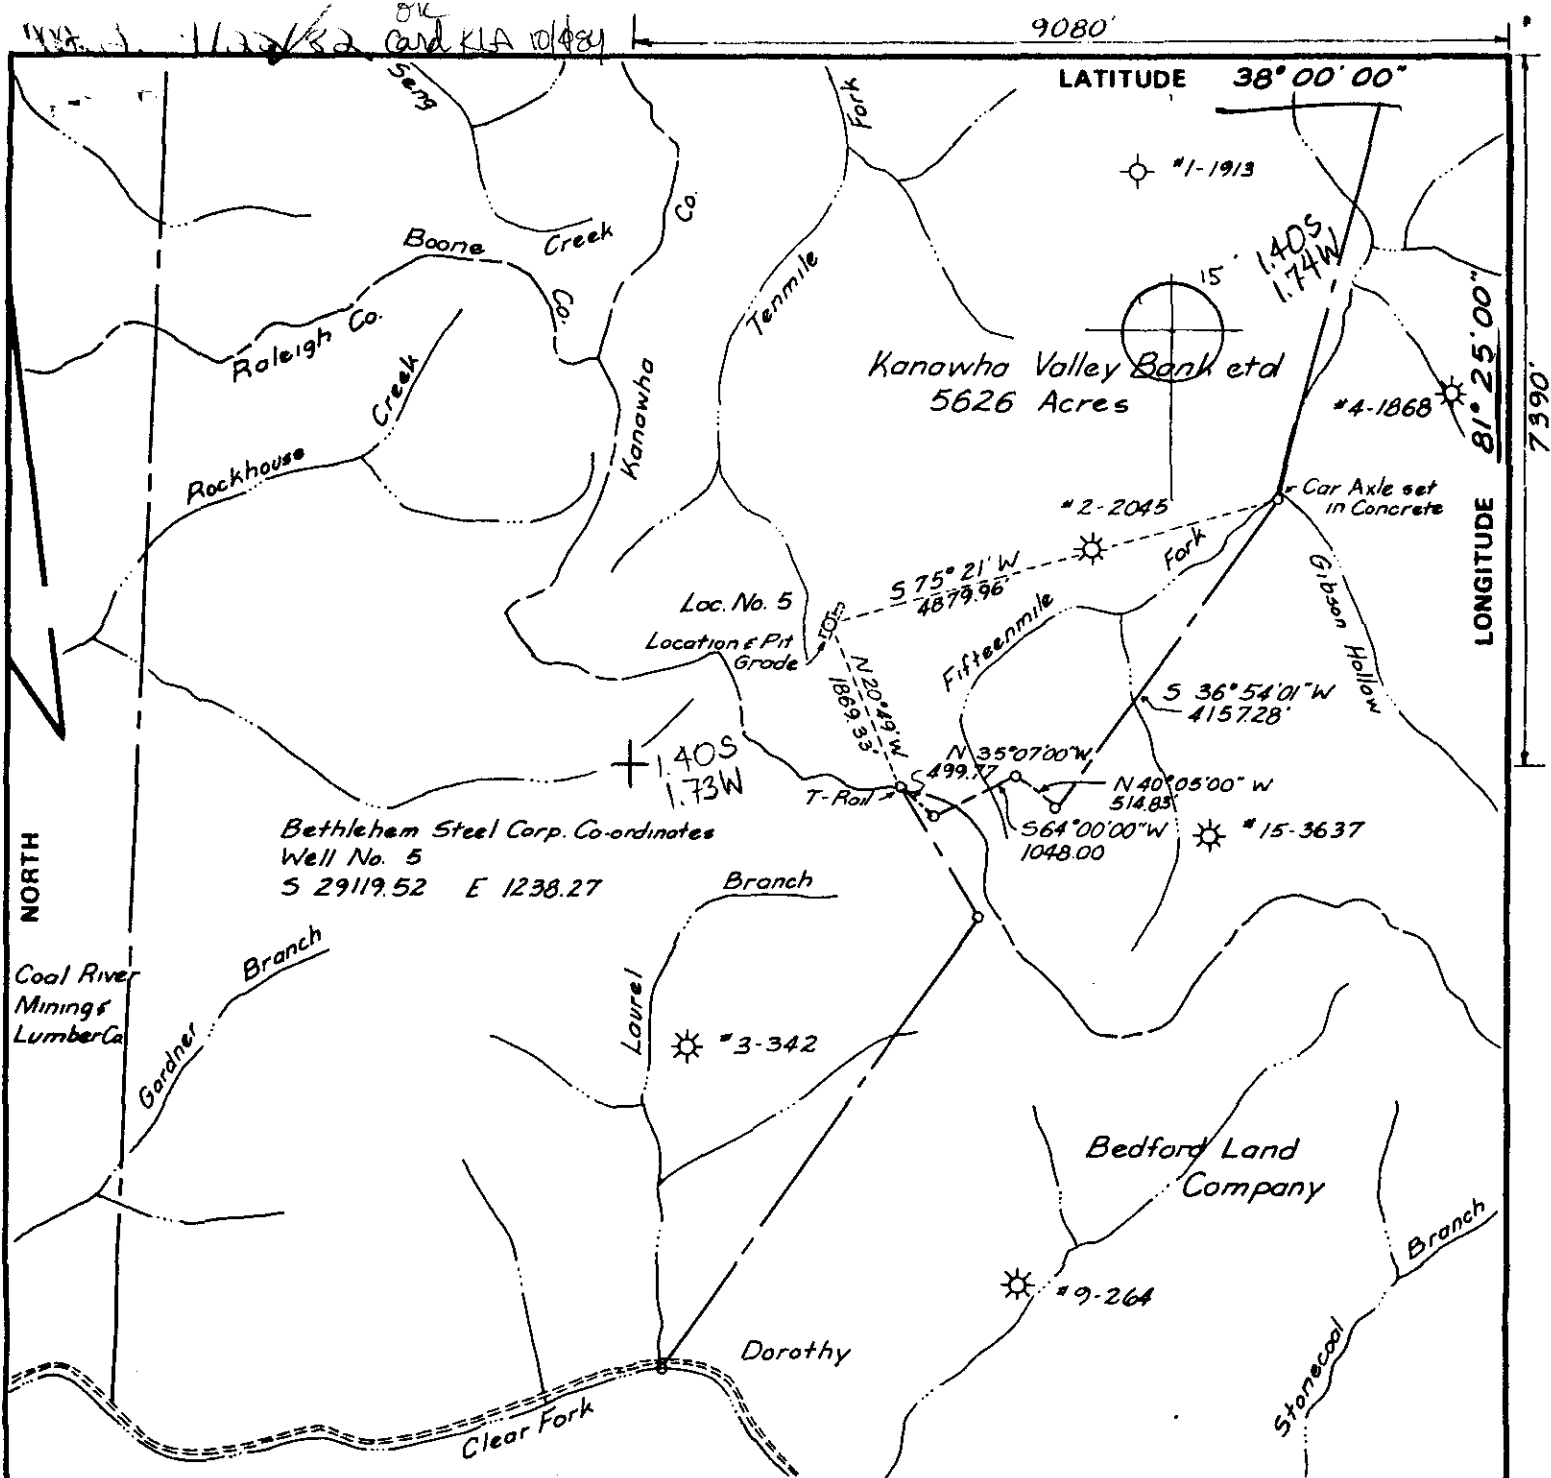 OK
1/22/82 Card KLA
9080'
LATITUDE 38° 00' 00"
Seng
Creek
Fork
#1-1913
Co.
Boone
Co.
15'
1.40S
1.74W
Tenmile
Raleigh Co.
81° 25' 00"
LONGITUDE
7390'
Creek
Kanawha
Kanawha Valley Bank etal
5626 Acres
#4-1868
Rockhouse
Car Axle set
in Concrete
#2-2045
Fork
S 75° 21' W
4879.96'
Gibson Hollow
Loc. No. 5
Location & Pit
Grade
Fifteenmile
N 20° 49' W
1869.33'
S 36° 54' 01" W
4157.28'
1.40S
1.73W
N 35° 07' 00" W
S 499.77
N 40° 05' 00" W
514.83'
T-Rail
S 64° 00' 00" W
1048.00
#15-3637
Bethlehem Steel Corp. Co-ordinates
Well No. 5
S 29119.52 E 1238.27
NORTH
Branch
Branch
Coal River
Mining &
Lumber Co.
Gardner
Laurel
#3-342
Bedford Land
Company
Branch
#9-264
Dorothy
Stonecoal
Clear Fork